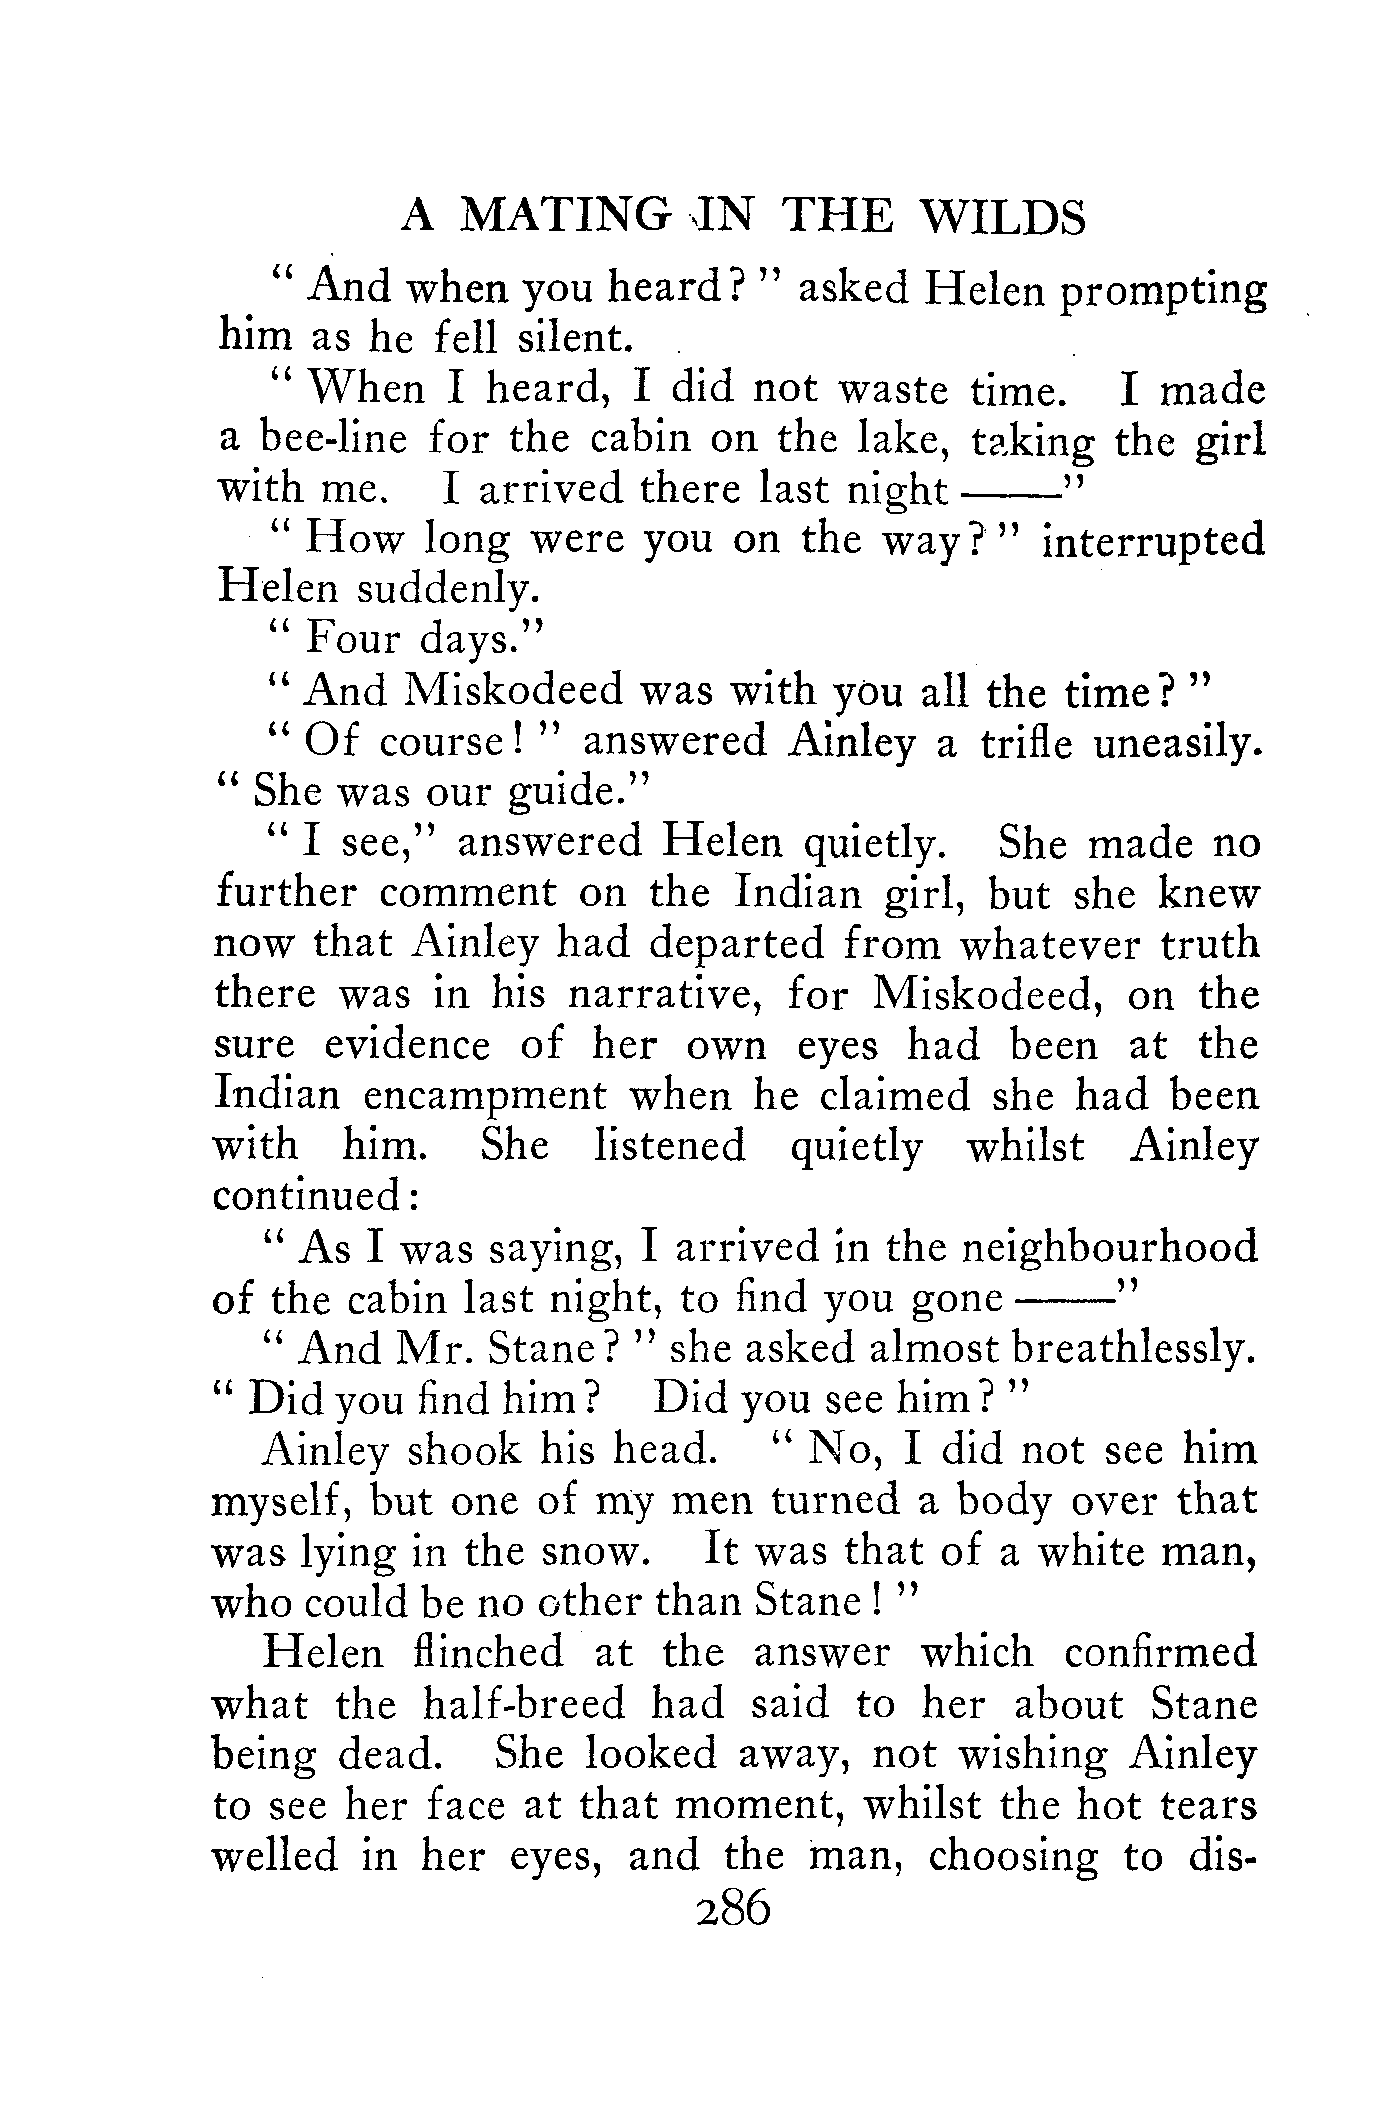 A MATING IN THE WILDS
“ And when you heard? ” asked Helen prompting
him as he fell silent.
“ When I heard, I did not waste time. I made
a bee-line for the cabin on the lake, taking the girl
with me. I arrived there last night ——”
“ How long were you on the way? ” interrupted
Helen suddenly.
“ Four days.”
“ And Miskodeed was with you all the time? ”
“ Of course! ” answered Ainley a trifle uneasily.
“ She was our guide.”
“ I see,” answered Helen quietly. She made no
further comment on the Indian girl, but she knew
now that Ainley had departed from whatever truth
there was in his narrative, for Miskodeed, on the
sure evidence of her own eyes had been at the
Indian encampment when he claimed she had been
with him. She listened quietly whilst Ainley
continued:
“ As I was saying, I arrived in the neighbourhood
of the cabin last night, to find you gone ——”
“ And Mr. Stane? ” she asked almost breathlessly.
“ Did you find him? Did you see him? ”
Ainley shook his head. “ No, I did not see him
myself, but one of my men turned a body over that
was lying in the snow. It was that of a white man,
who could be no other than Stane! ”
Helen flinched at the answer which confirmed
what the half-breed had said to her about Stane
being dead. She looked away, not wishing Ainley
to see her face at that moment, whilst the hot tears
welled in her eyes, and the man, choosing to dis-
286